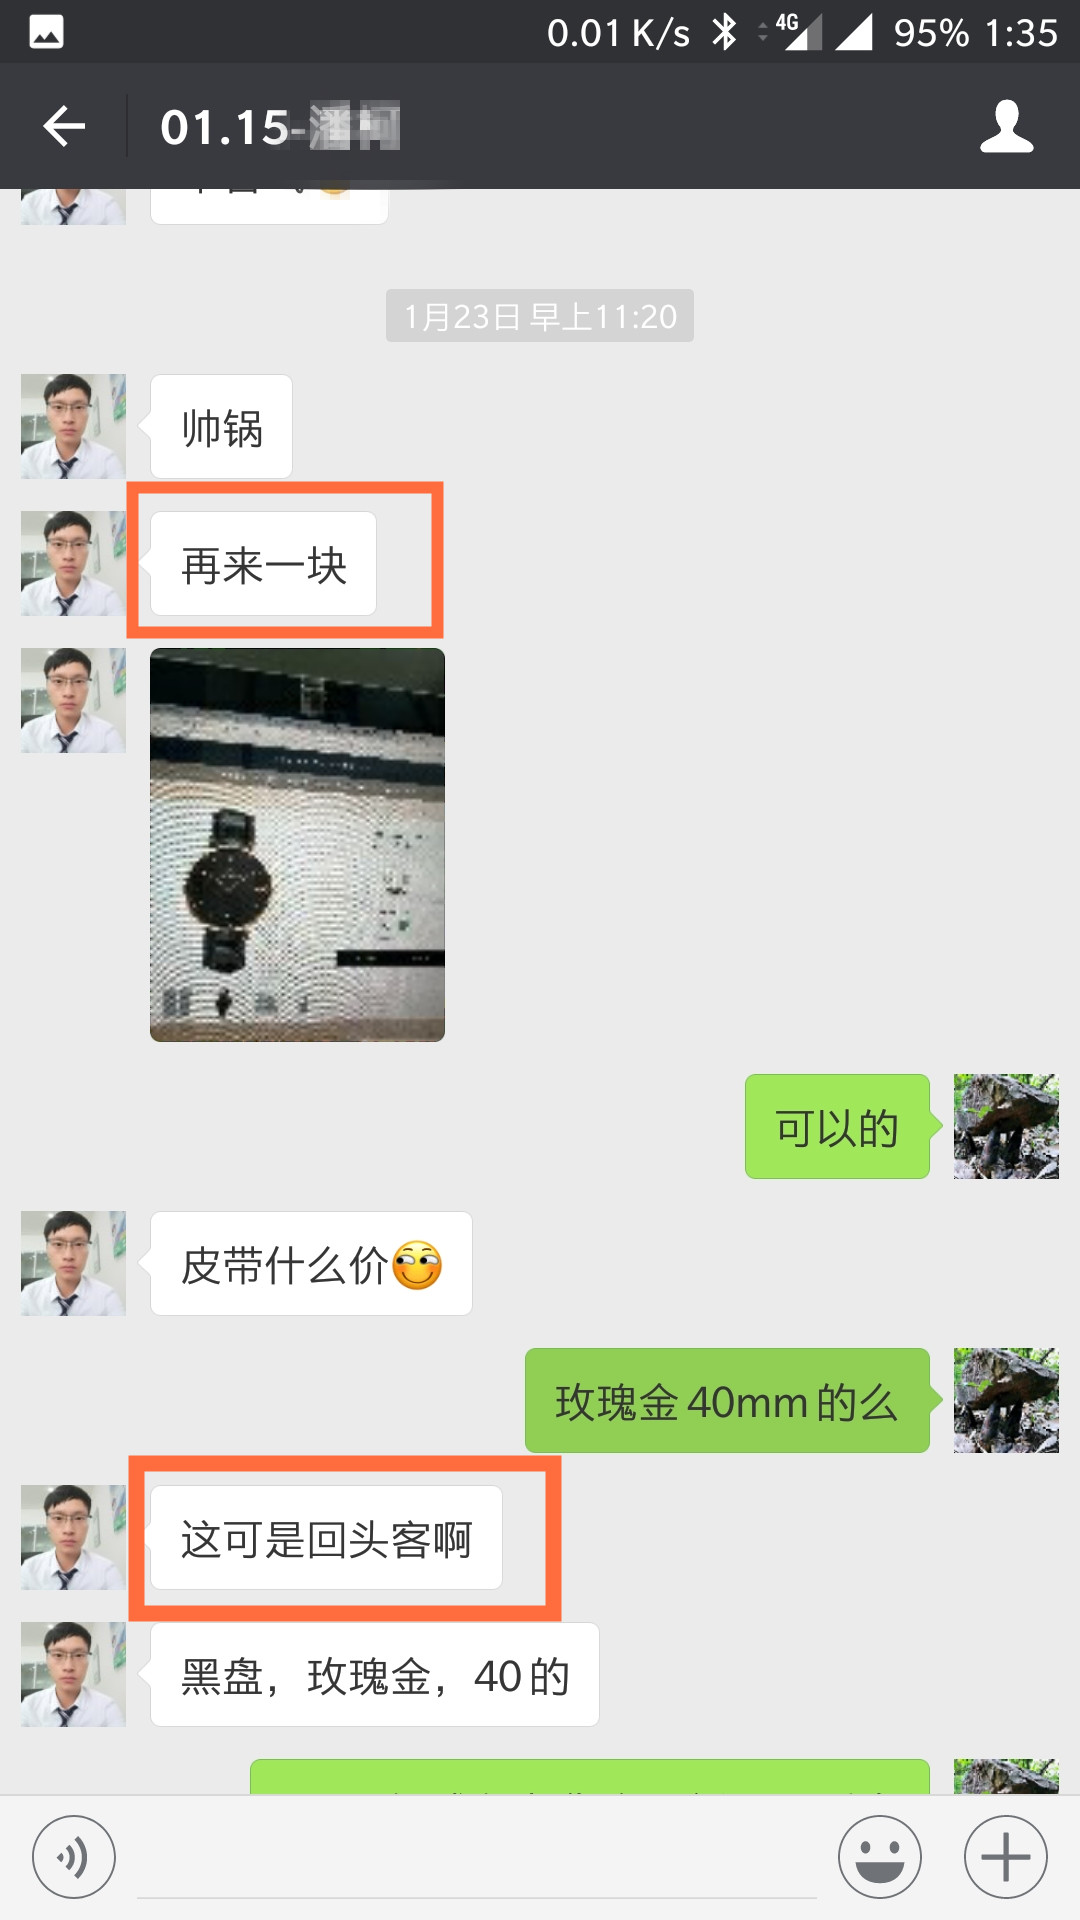 0.01 K/s 4G 95% 1:35
01.15-
1月23日 早上11:20
帅锅
再来一块
可以的
皮带什么价
玫瑰金 40mm 的么
这可是回头客啊
黑盘，玫瑰金，40 的